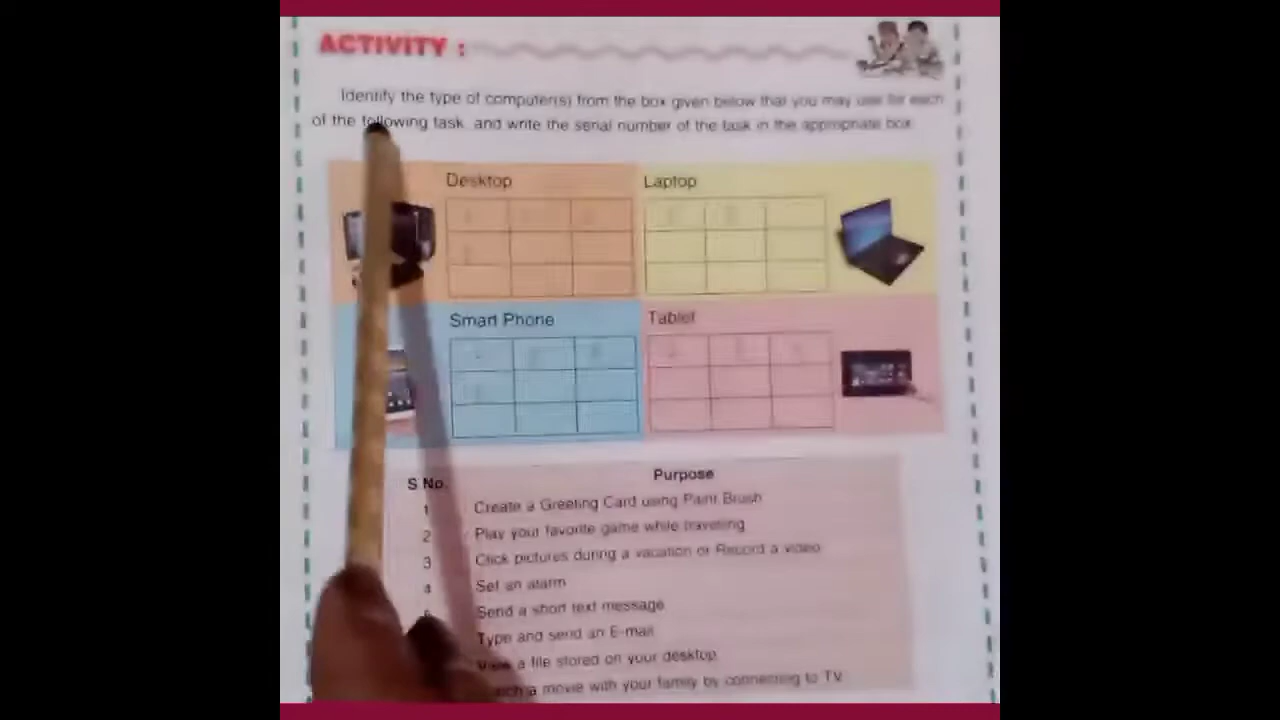 ACTIVITY :
Identify the type of computer(s) from the box given below that you may use for each
of the following task and write the serial number of the task in the appropriate box
Desktop
Laptop
Smart Phone
Tablet
S No.
Purpose
1 Create a Greeting Card using Paint Brush
2 Play your favorite game while traveling
3 Click pictures during a vacation or Record a video
4 Set an alarm
5 Send a short text message
Type and send an E-mail
a file stored on your desktop
a movie with your family by connecting to TV